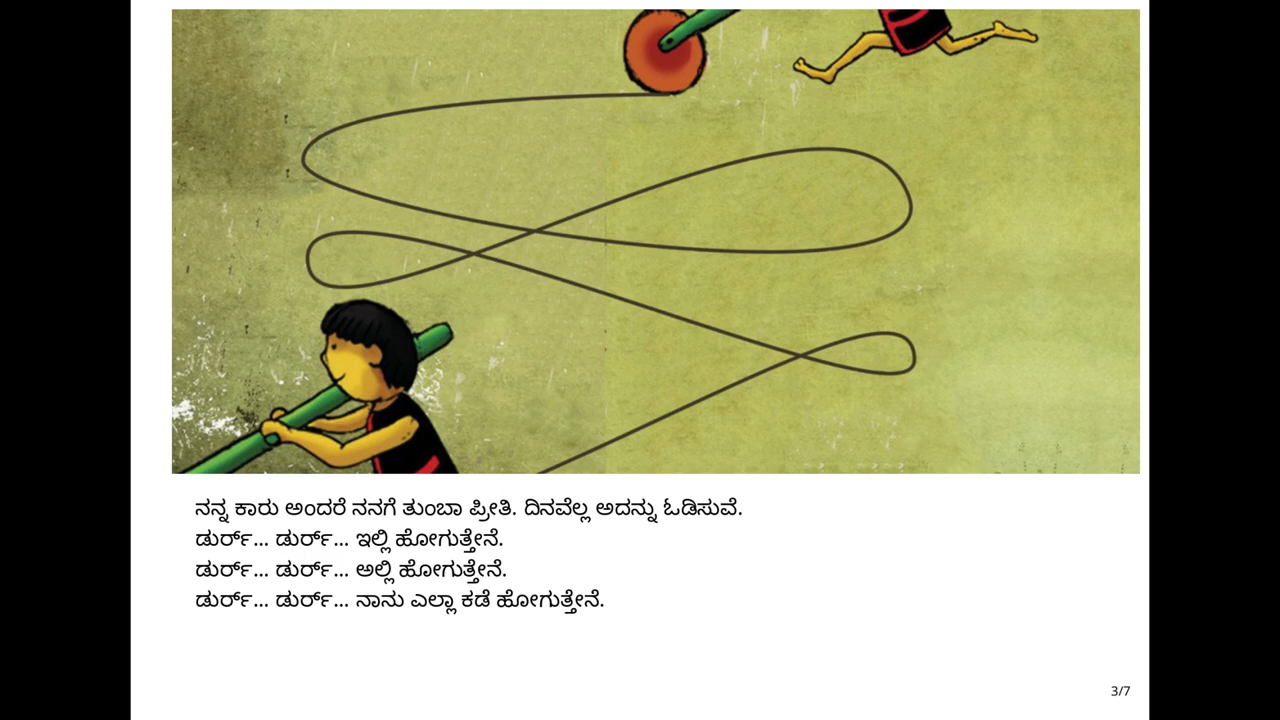 ನನ್ನ ಕಾರು ಅಂದರೆ ನನಗೆ ತುಂಬಾ ಪ್ರೀತಿ. ದಿನವೆಲ್ಲ ಅದನ್ನು ಓಡಿಸುವೆ.
ಡುರ್ರ್... ಡುರ್ರ್... ಇಲ್ಲಿ ಹೋಗುತ್ತೇನೆ.
ಡುರ್ರ್... ಡುರ್ರ್... ಅಲ್ಲಿ ಹೋಗುತ್ತೇನೆ.
ಡುರ್ರ್... ಡುರ್ರ್... ನಾನು ಎಲ್ಲಾ ಕಡೆ ಹೋಗುತ್ತೇನೆ.
3/7